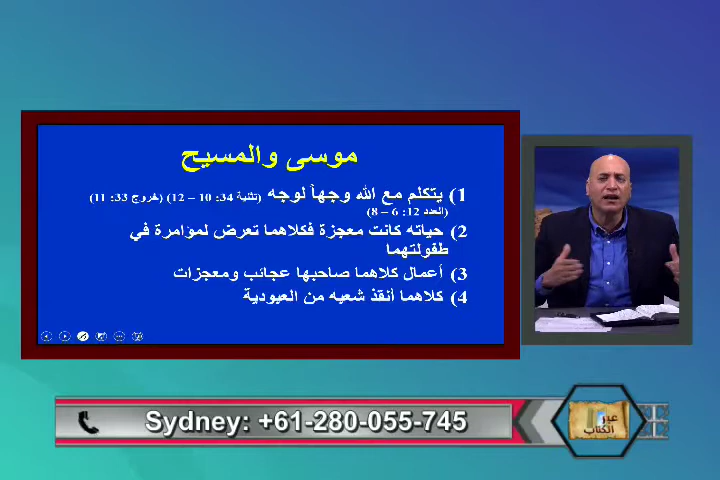 موسى والمسيح
1) يتكلم مع الله وجهاً لوجه (تثنية 34: 10 – 12) (خروج 33: 11)
(العدد 12: 6 – 8)
2) حياته كانت معجزة فكلاهما تعرض لمؤامرة في
طفولتهما
3) أعمال كلاهما صاحبها عجائب ومعجزات
4) كلاهما أنقذ شعبه من العبودية
Sydney: +61-280-055-745
عبر
الكتاب